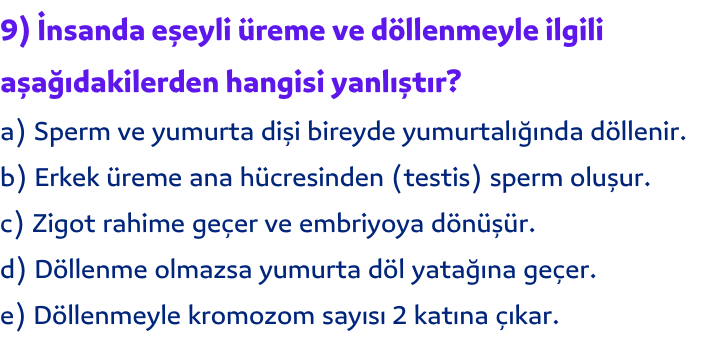 9) İnsanda eşeyli üreme ve döllenmeyle ilgili
aşağıdakilerden hangisi yanlıştır?
a) Sperm ve yumurta dişi bireyde yumurtalığında döllenir.
b) Erkek üreme ana hücresinden (testis) sperm oluşur.
c) Zigot rahime geçer ve embriyoya dönüşür.
d) Döllenme olmazsa yumurta döl yatağına geçer.
e) Döllenmeyle kromozom sayısı 2 katına çıkar.